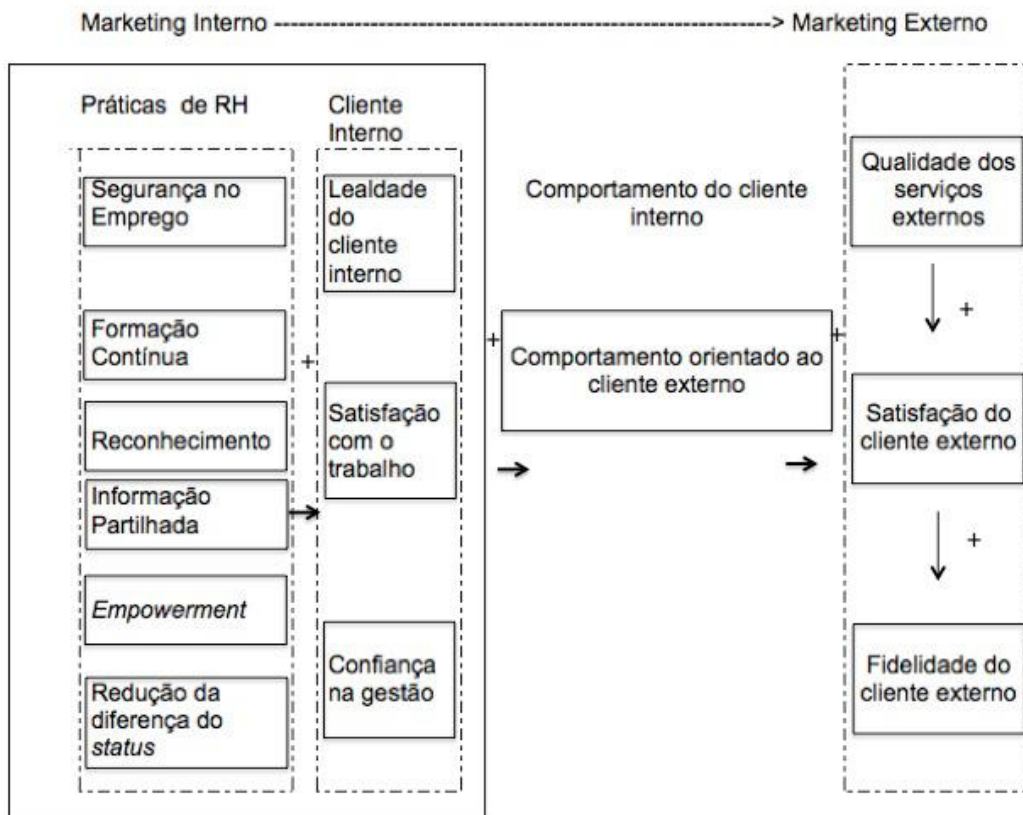 Marketing Interno ----------------------------------------------> Marketing Externo
Práticas de RH
Segurança no
Emprego
Formação
Contínua
+
Reconhecimento
Informação
Partilhada
Empowerment
Redução da
diferença do
status
Cliente
Interno
Lealdade
do
cliente
interno
Satisfação
com o
trabalho
Confiança
na gestão
Comportamento do cliente
interno
+
Comportamento orientado ao
cliente externo
+
Qualidade dos
serviços
externos
+
Satisfação do
cliente externo
+
Fidelidade do
cliente externo